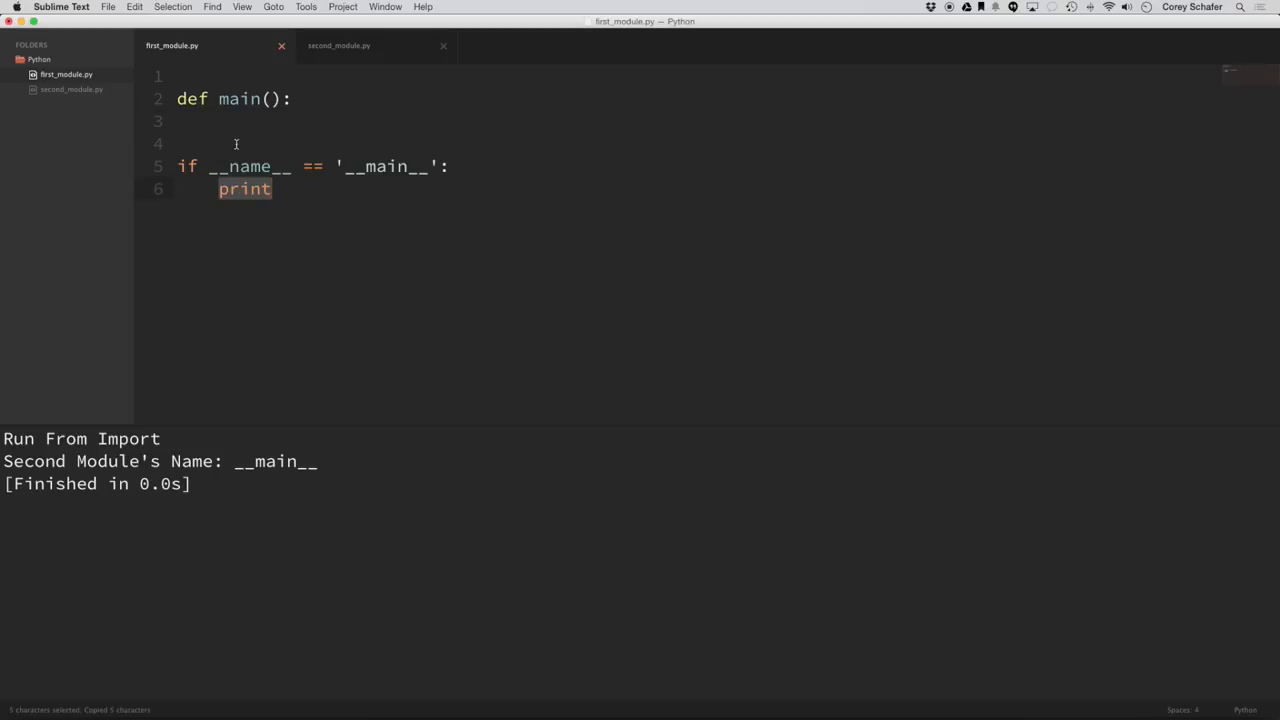 Sublime Text File Edit Selection Find View Goto Tools Project Window Help Corey Schafer
first_module.py — Python
FOLDERS
Python
first_module.py
second_module.py
first_module.py second_module.py
1
2 def main():
3
4
5 if __name__ == '__main__':
6 print
Run From Import
Second Module's Name: __main__
[Finished in 0.0s]
5 characters selected, Copied 5 characters Spaces: 4 Python